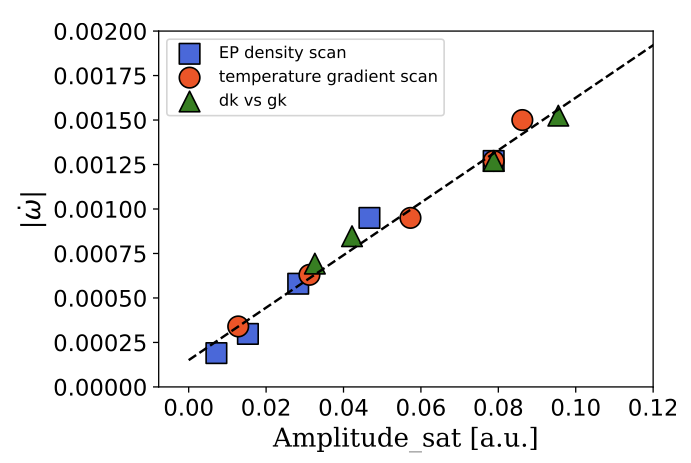 0.00200
0.00175
0.00150
0.00125
0.00100
0.00075
0.00050
0.00025
0.00000
|ω̇|
EP density scan
temperature gradient scan
dk vs gk
0.00 0.02 0.04 0.06 0.08 0.10 0.12
Amplitude_sat [a.u.]